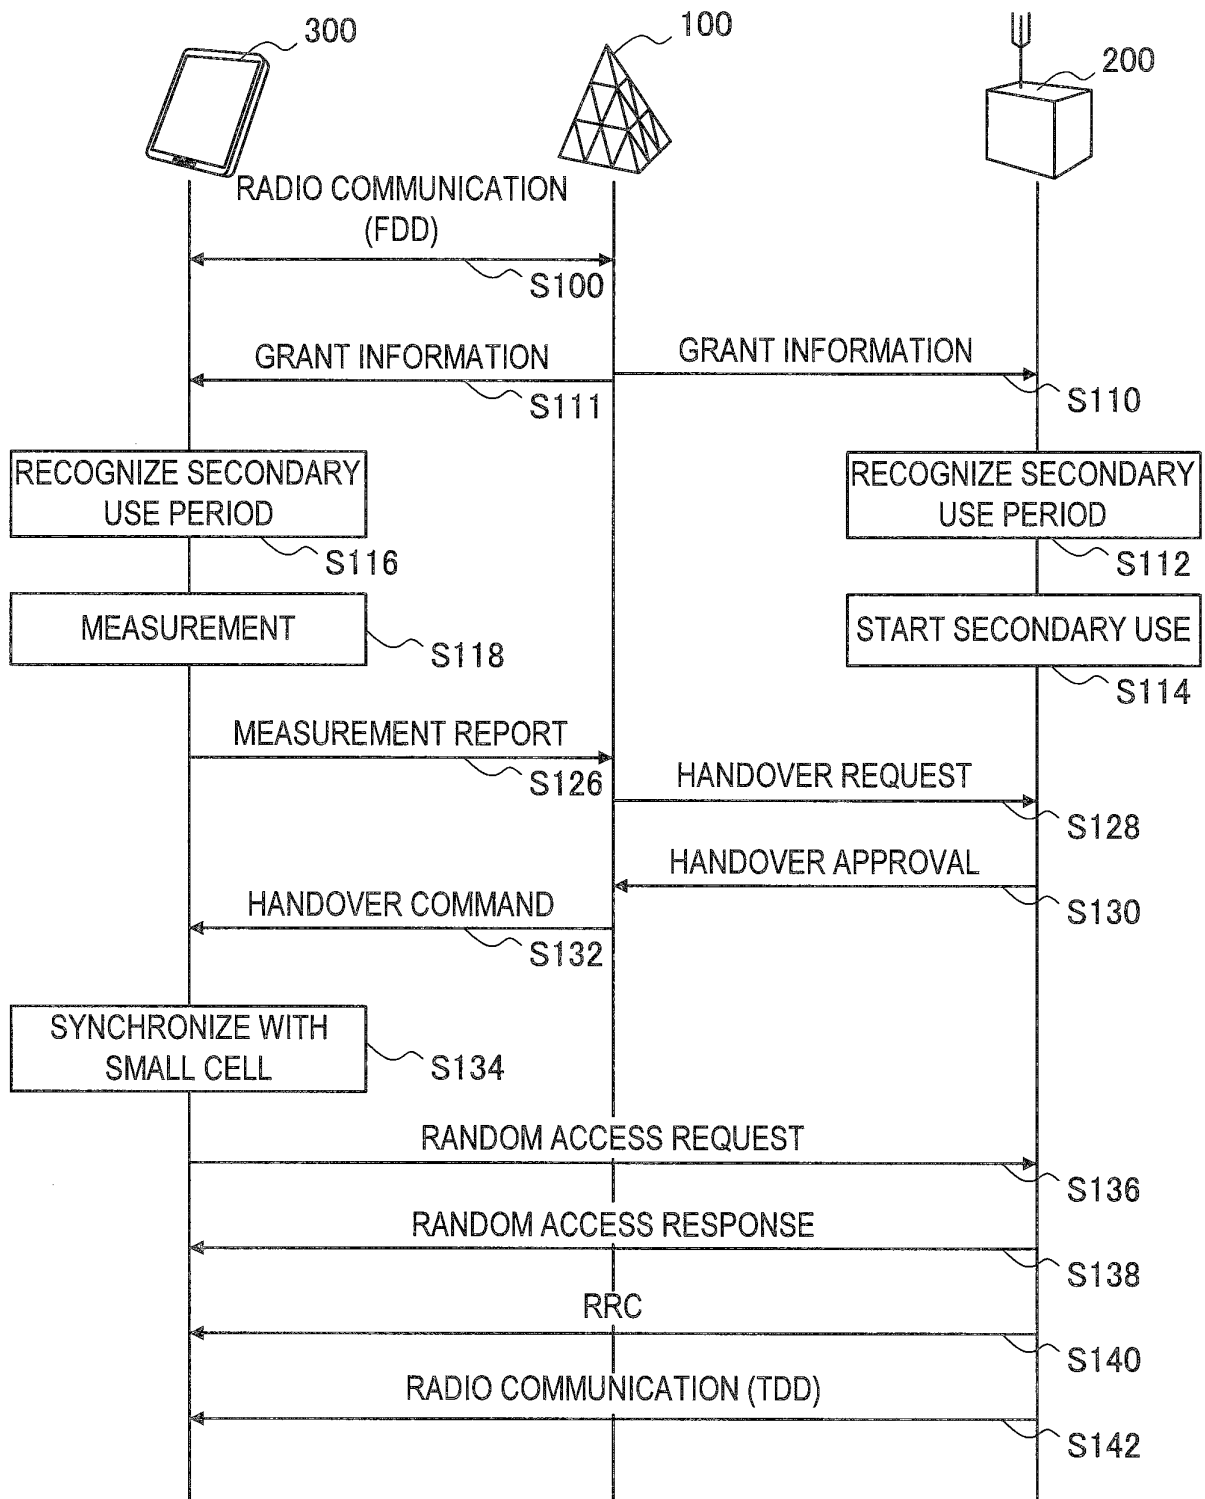 300
100
200
RADIO COMMUNICATION
(FDD)
S100
GRANT INFORMATION
S111
GRANT INFORMATION
S110
RECOGNIZE SECONDARY
USE PERIOD
S116
RECOGNIZE SECONDARY
USE PERIOD
S112
MEASUREMENT
S118
START SECONDARY USE
S114
MEASUREMENT REPORT
S126
HANDOVER REQUEST
S128
HANDOVER APPROVAL
S130
HANDOVER COMMAND
S132
SYNCHRONIZE WITH
SMALL CELL
S134
RANDOM ACCESS REQUEST
S136
RANDOM ACCESS RESPONSE
S138
RRC
S140
RADIO COMMUNICATION (TDD)
S142